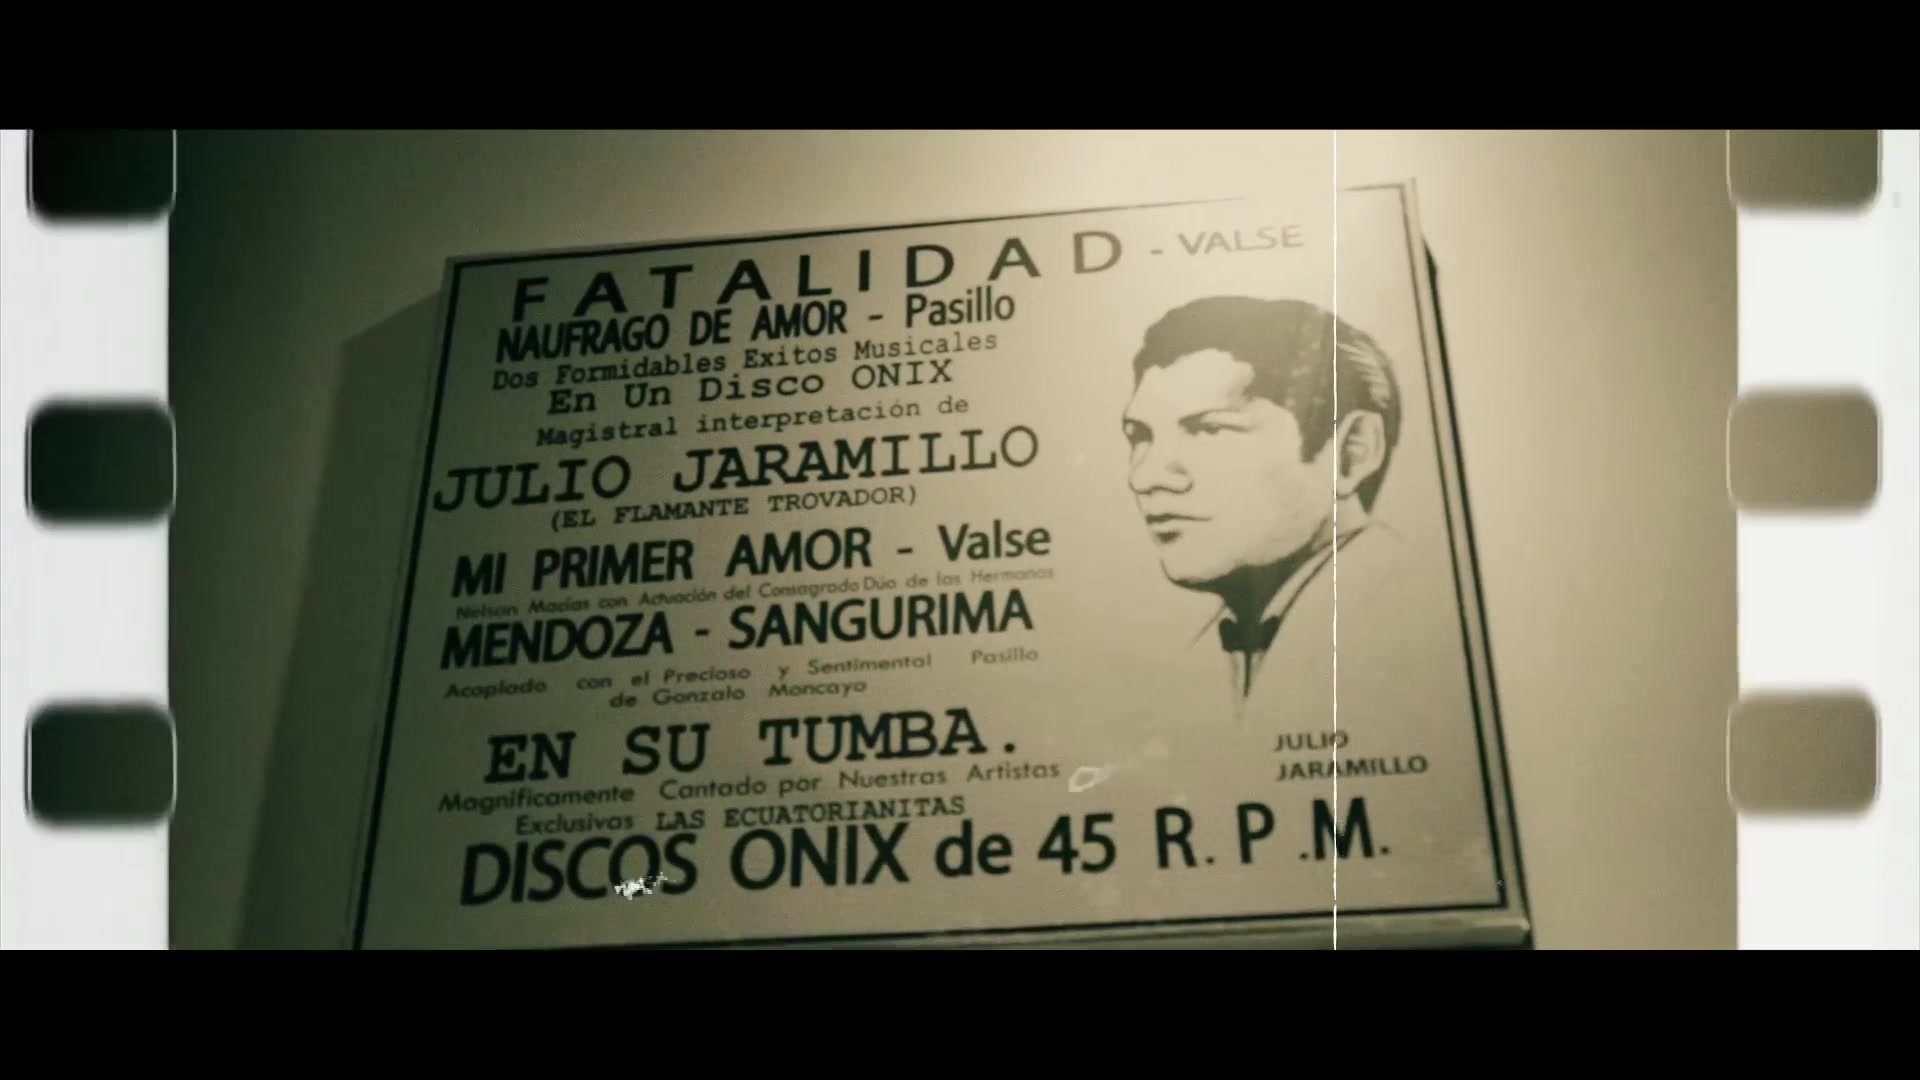 FATALIDAD - VALSE
NAUFRAGO DE AMOR - Pasillo
Dos Formidables Exitos Musicales
En Un Disco ONIX
Magistral interpretación de
JULIO JARAMILLO
(EL FLAMANTE TROVADOR)
MI PRIMER AMOR - Valse
Nelson Macías con Actuación del Consagrado Dúo de las Hermanas
MENDOZA - SANGURIMA
Acoplado con el Precioso y Sentimental Pasillo
de Gonzalo Moncayo
EN SU TUMBA.
Magníficamente Cantado por Nuestras Artistas
Exclusivas LAS ECUATORIANITAS
DISCOS ONIX de 45 R. P .M.
JULIO
JARAMILLO